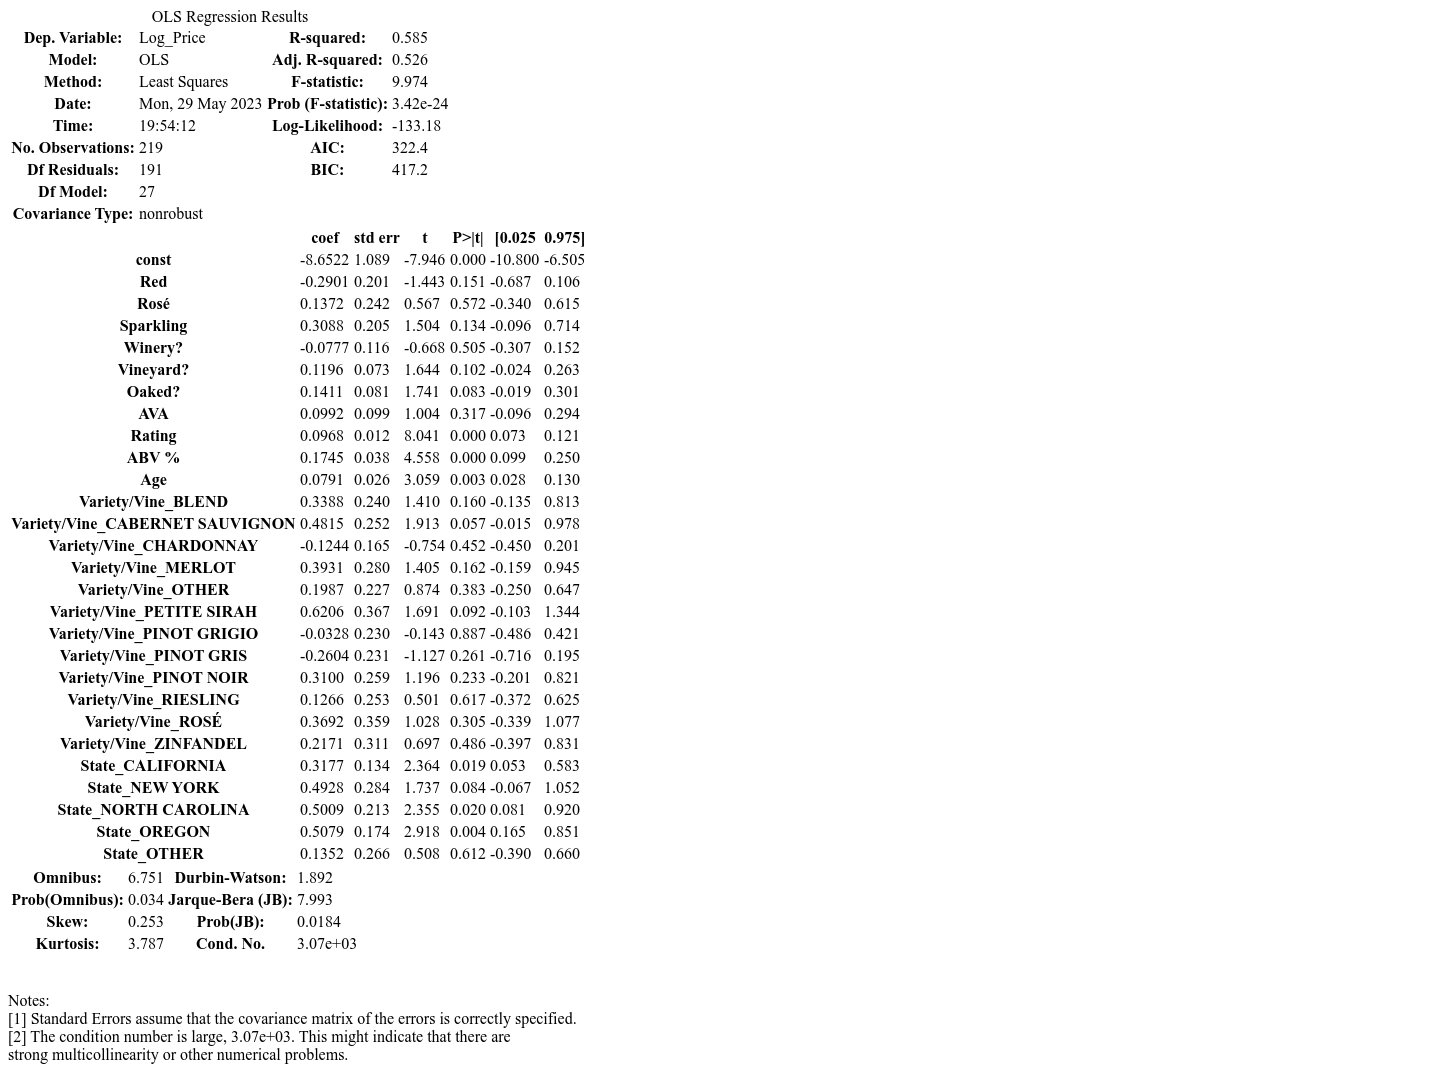 OLS Regression Results
Dep. Variable: Log_Price R-squared: 0.585
Model: OLS Adj. R-squared: 0.526
Method: Least Squares F-statistic: 9.974
Date: Mon, 29 May 2023 Prob (F-statistic): 3.42e-24
Time: 19:54:12 Log-Likelihood: -133.18
No. Observations: 219 AIC: 322.4
Df Residuals: 191 BIC: 417.2
Df Model: 27
Covariance Type: nonrobust
coef std err t P>|t| [0.025 0.975]
const -8.6522 1.089 -7.946 0.000 -10.800 -6.505
Red -0.2901 0.201 -1.443 0.151 -0.687 0.106
Rosé 0.1372 0.242 0.567 0.572 -0.340 0.615
Sparkling 0.3088 0.205 1.504 0.134 -0.096 0.714
Winery? -0.0777 0.116 -0.668 0.505 -0.307 0.152
Vineyard? 0.1196 0.073 1.644 0.102 -0.024 0.263
Oaked? 0.1411 0.081 1.741 0.083 -0.019 0.301
AVA 0.0992 0.099 1.004 0.317 -0.096 0.294
Rating 0.0968 0.012 8.041 0.000 0.073 0.121
ABV % 0.1745 0.038 4.558 0.000 0.099 0.250
Age 0.0791 0.026 3.059 0.003 0.028 0.130
Variety/Vine_BLEND 0.3388 0.240 1.410 0.160 -0.135 0.813
Variety/Vine_CABERNET SAUVIGNON 0.4815 0.252 1.913 0.057 -0.015 0.978
Variety/Vine_CHARDONNAY -0.1244 0.165 -0.754 0.452 -0.450 0.201
Variety/Vine_MERLOT 0.3931 0.280 1.405 0.162 -0.159 0.945
Variety/Vine_OTHER 0.1987 0.227 0.874 0.383 -0.250 0.647
Variety/Vine_PETITE SIRAH 0.6206 0.367 1.691 0.092 -0.103 1.344
Variety/Vine_PINOT GRIGIO -0.0328 0.230 -0.143 0.887 -0.486 0.421
Variety/Vine_PINOT GRIS -0.2604 0.231 -1.127 0.261 -0.716 0.195
Variety/Vine_PINOT NOIR 0.3100 0.259 1.196 0.233 -0.201 0.821
Variety/Vine_RIESLING 0.1266 0.253 0.501 0.617 -0.372 0.625
Variety/Vine_ROSÉ 0.3692 0.359 1.028 0.305 -0.339 1.077
Variety/Vine_ZINFANDEL 0.2171 0.311 0.697 0.486 -0.397 0.831
State_CALIFORNIA 0.3177 0.134 2.364 0.019 0.053 0.583
State_NEW YORK 0.4928 0.284 1.737 0.084 -0.067 1.052
State_NORTH CAROLINA 0.5009 0.213 2.355 0.020 0.081 0.920
State_OREGON 0.5079 0.174 2.918 0.004 0.165 0.851
State_OTHER 0.1352 0.266 0.508 0.612 -0.390 0.660
Omnibus: 6.751 Durbin-Watson: 1.892
Prob(Omnibus): 0.034 Jarque-Bera (JB): 7.993
Skew: 0.253 Prob(JB): 0.0184
Kurtosis: 3.787 Cond. No. 3.07e+03
Notes:
[1] Standard Errors assume that the covariance matrix of the errors is correctly specified.
[2] The condition number is large, 3.07e+03. This might indicate that there are
strong multicollinearity or other numerical problems.